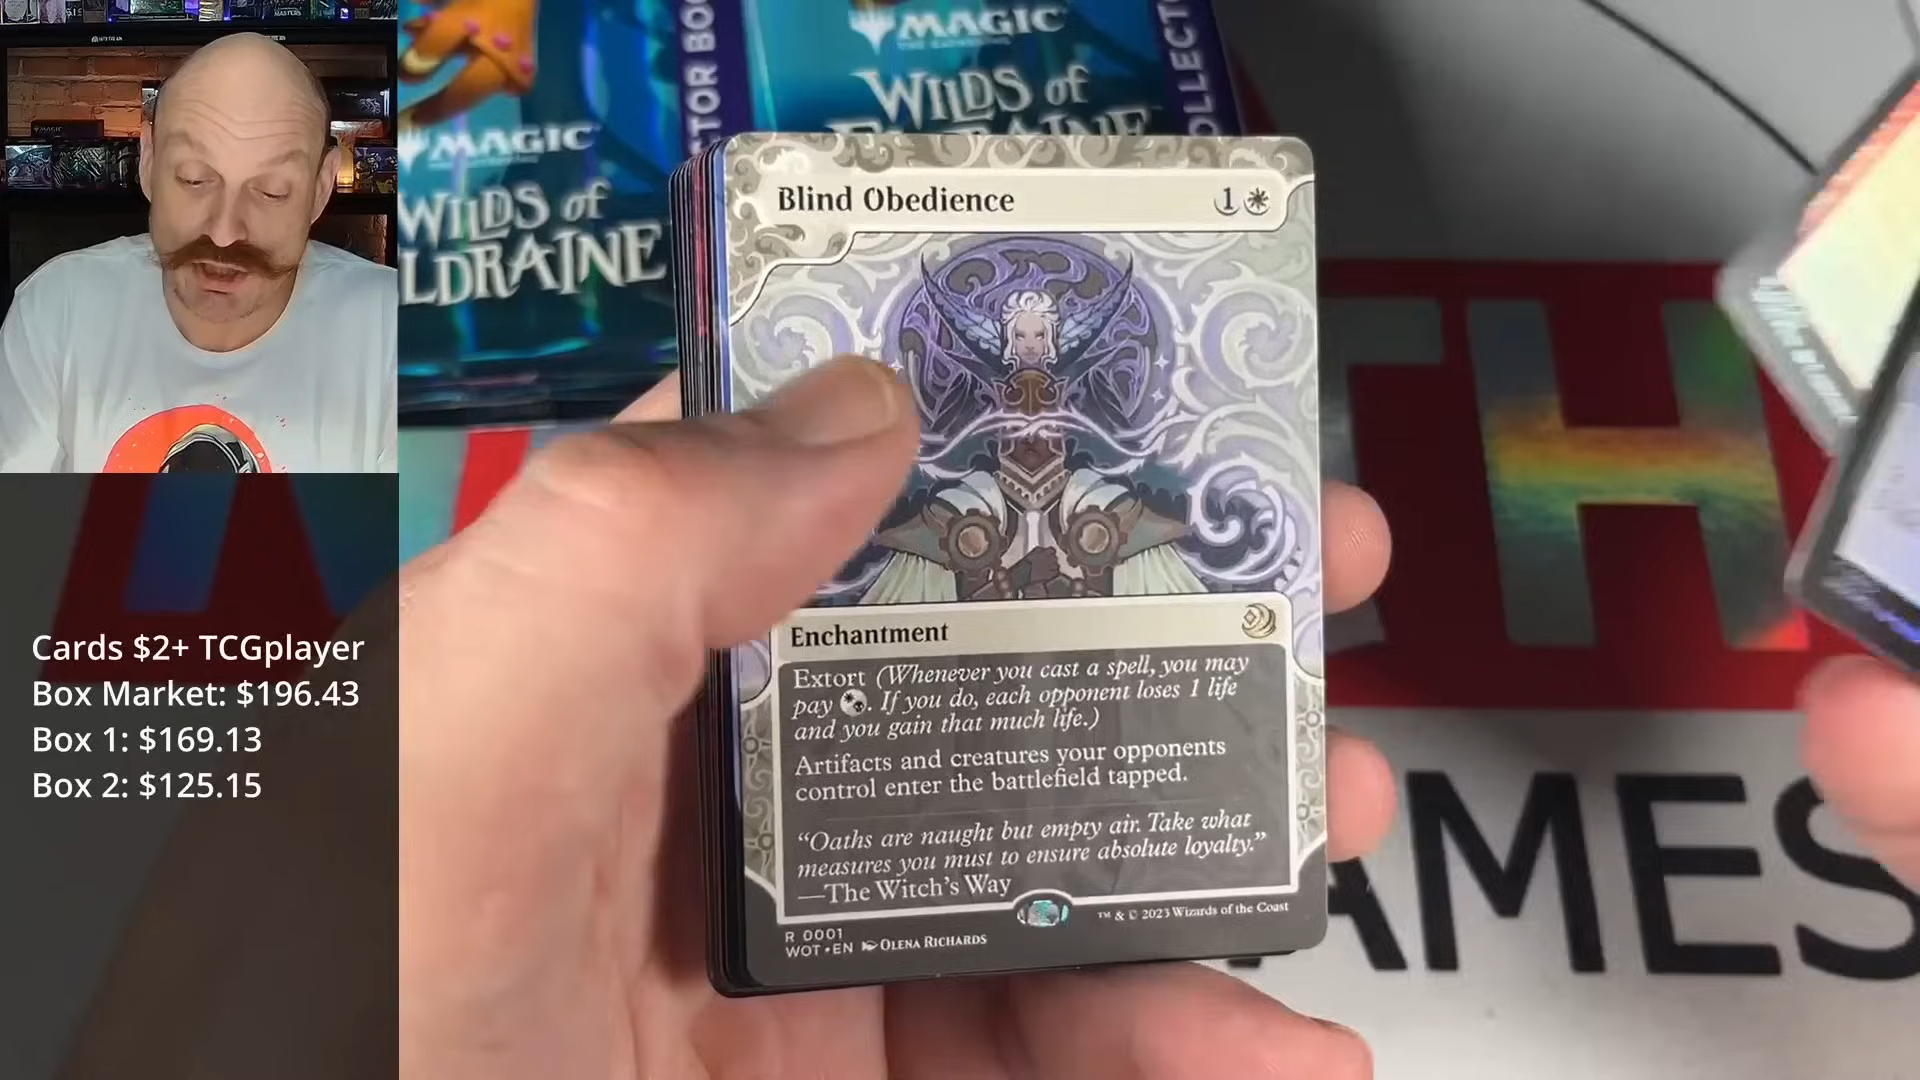 MAGIC
WILDS of
CTOR BOO
COLLECTO
MAGIC
WILDS of
ELDRAINE
Blind Obedience 1
Enchantment
Extort (Whenever you cast a spell, you may
pay . If you do, each opponent loses 1 life
and you gain that much life.)
Artifacts and creatures your opponents
control enter the battlefield tapped.
“Oaths are naught but empty air. Take what
measures you must to ensure absolute loyalty.”
—The Witch's Way
™ & © 2023 Wizards of the Coast
R 0001
WOT • EN OLENA RICHARDS
TH
AMES
Cards $2+ TCGplayer
Box Market: $196.43
Box 1: $169.13
Box 2: $125.15